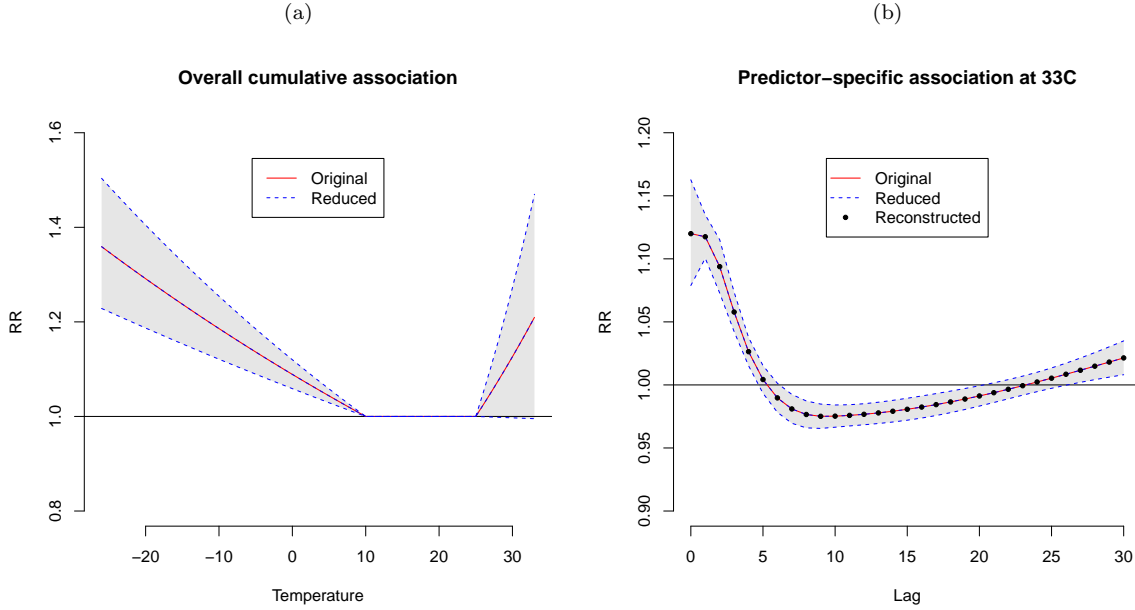 (a)
Overall cumulative association
RR
0.8
1.0
1.2
1.4
1.6
Original
Reduced
−20
−10
0
10
20
30
Temperature
(b)
Predictor−specific association at 33C
RR
0.90
0.95
1.00
1.05
1.10
1.15
1.20
Original
Reduced
Reconstructed
0
5
10
15
20
25
30
Lag